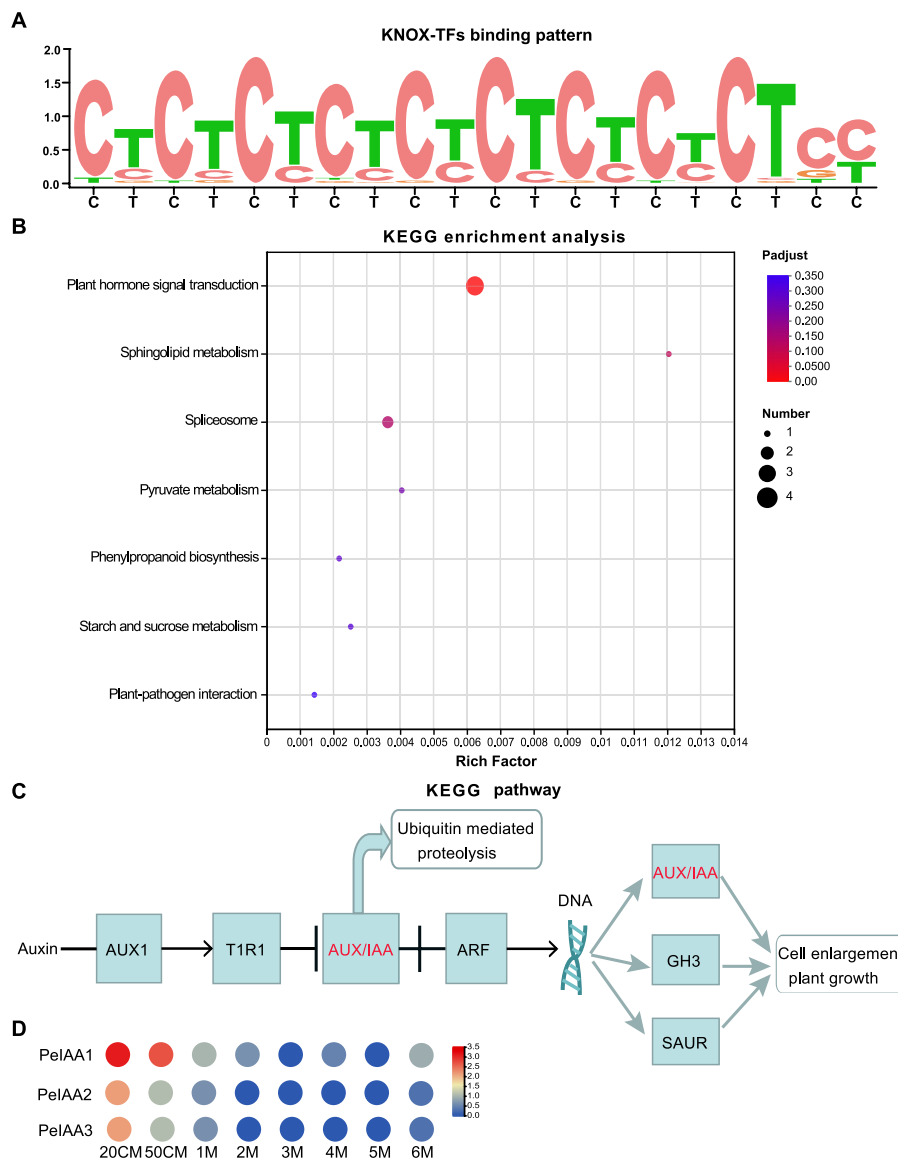 A
KNOX-TFs binding pattern
2.0
1.5
1.0
0.5
0.0
C T C T C T C T C T C T C T C T C T C C
B
KEGG enrichment analysis
Plant hormone signal transduction
Sphingolipid metabolism
Spliceosome
Pyruvate metabolism
Phenylpropanoid biosynthesis
Starch and sucrose metabolism
Plant-pathogen interaction
0 0.001 0.002 0.003 0.004 0.005 0.006 0.007 0.008 0.009 0.01 0.011 0.012 0.013 0.014
Rich Factor
Padjust
0.350
0.300
0.250
0.200
0.150
0.100
0.0500
0.00
Number
1
2
3
4
C
KEGG pathway
Ubiquitin mediated
proteolysis
Auxin
AUX1
T1R1
AUX/IAA
ARF
DNA
AUX/IAA
GH3
SAUR
Cell enlargemen
plant growth
D
PeIAA1
PeIAA2
PeIAA3
20CM 50CM 1M 2M 3M 4M 5M 6M
3.5
3.0
2.5
2.0
1.5
1.0
0.5
0.0